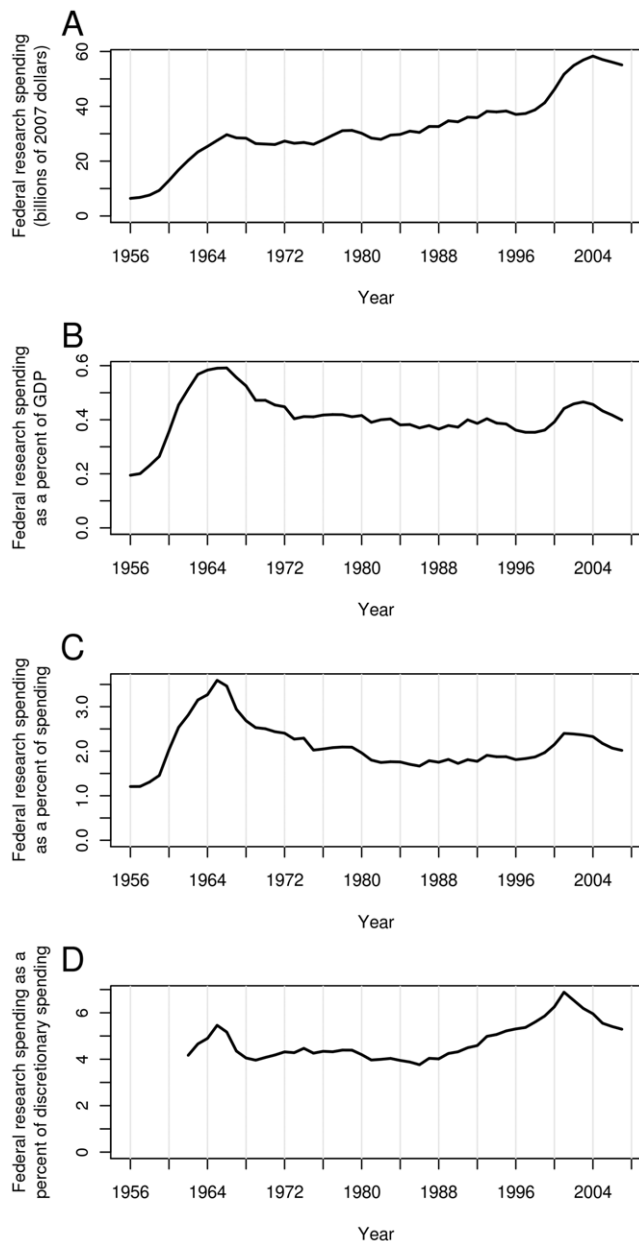 A
Federal research spending
(billions of 2007 dollars)
60
40
20
0
1956 1964 1972 1980 1988 1996 2004
Year
B
Federal research spending
as a percent of GDP
0.6
0.4
0.2
0.0
1956 1964 1972 1980 1988 1996 2004
Year
C
Federal research spending
as a percent of spending
3.0
2.0
1.0
0.0
1956 1964 1972 1980 1988 1996 2004
Year
D
Federal research spending as a
percent of discretionary spending
6
4
2
0
1956 1964 1972 1980 1988 1996 2004
Year